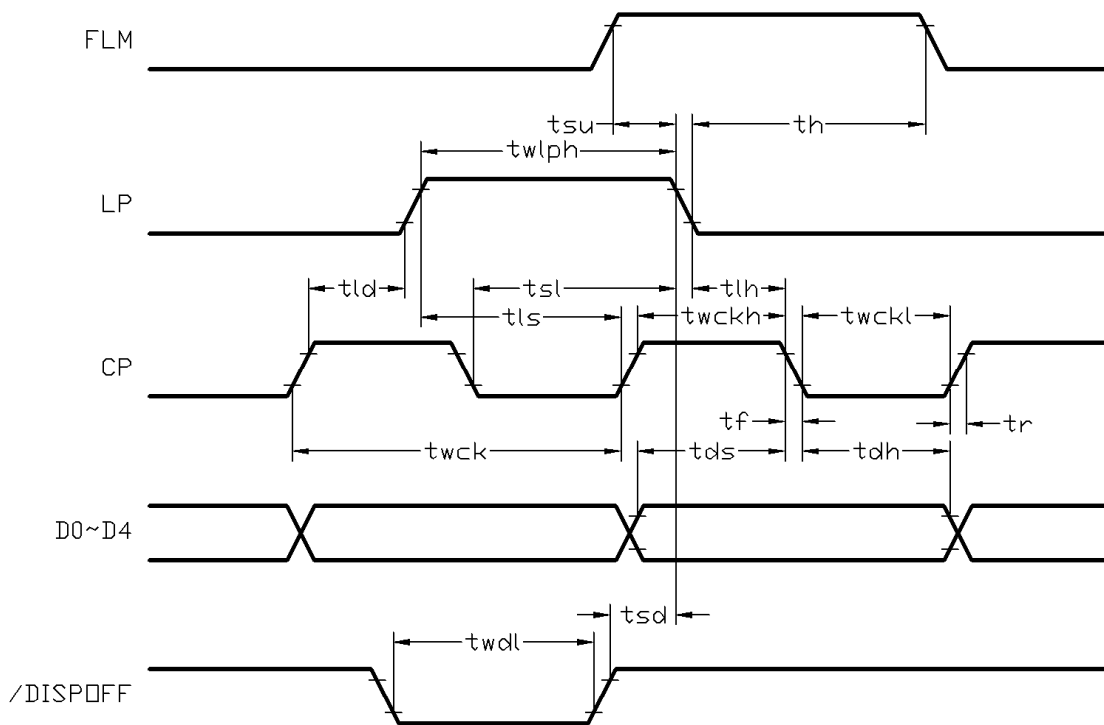 FLM
tsu
th
twlph
LP
tld
tsl
tlh
tls
twckh
twckl
CP
tf
tr
twck
tds
tdh
D0~D4
tsd
twdl
/DISPOFF